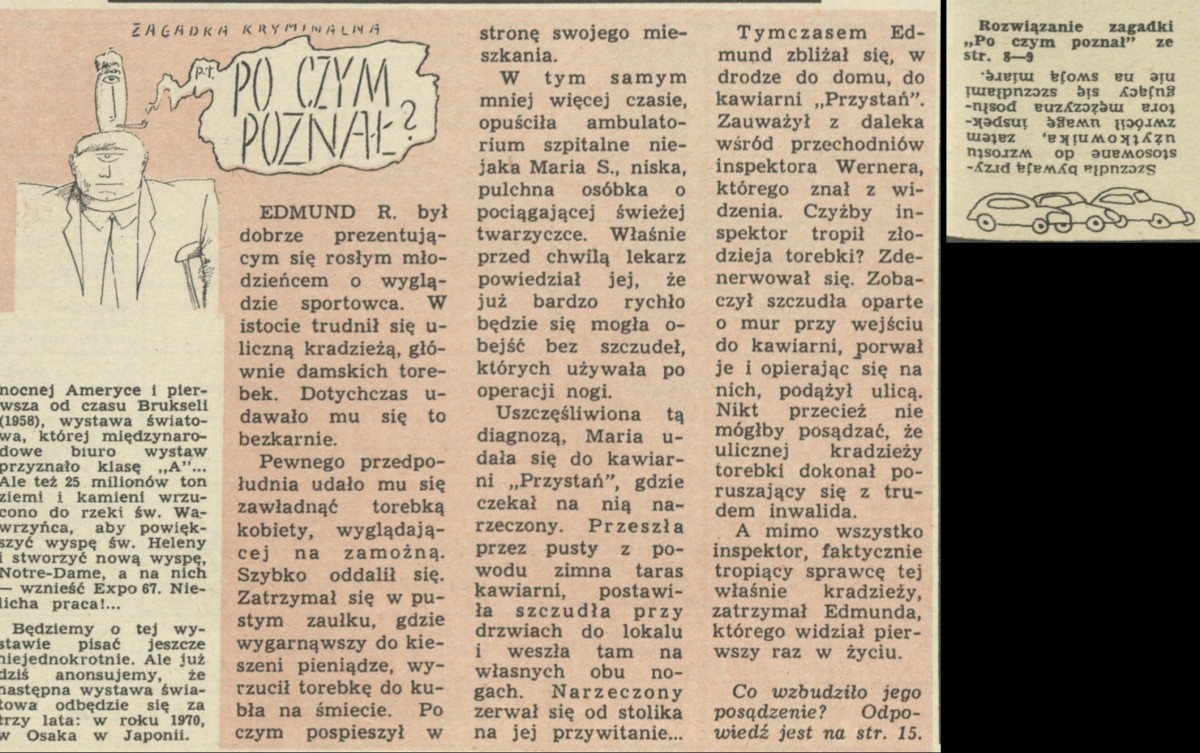 ZAGADKA KRYMINALNA
p.t.
PO CZYM
POZNAŁ?
EDMUND R. był
dobrze prezentują-
cym się rosłym mło-
dzieńcem o wyglą-
dzie sportowca. W
istocie trudnił się u-
liczną kradzieżą, głó-
wnie damskich tore-
bek. Dotychczas u-
dawało mu się to
bezkarnie.
Pewnego przedpo-
łudnia udało mu się
zawładnąć torebką
kobiety, wyglądają-
cej na zamożną.
Szybko oddalił się.
Zatrzymał się w pu-
stym zaułku, gdzie
wygarnąwszy do kie-
szeni pieniądze, wy-
rzucił torebkę do ku-
bła na śmiecie. Po
czym pospieszył w
stronę swojego mie-
szkania.
W tym samym
mniej więcej czasie,
opuściła ambulato-
rium szpitalne nie-
jaka Maria S., niska,
pulchna osóbka o
pociągającej świeżej
twarzyczce. Właśnie
przed chwilą lekarz
powiedział jej, że
już bardzo rychło
będzie się mogła o-
bejść bez szczudeł,
których używała po
operacji nogi.
Uszczęśliwiona tą
diagnozą, Maria u-
dała się do kawiar-
ni „Przystań”, gdzie
czekał na nią na-
rzeczony. Przeszła
przez pusty z po-
wodu zimna taras
kawiarni, postawi-
ła szczudła przy
drzwiach do lokalu
i weszła tam na
własnych obu no-
gach. Narzeczony
zerwał się od stolika
na jej przywitanie...
Tymczasem Ed-
mund zbliżał się, w
drodze do domu, do
kawiarni „Przystań”.
Zauważył z daleka
wśród przechodniów
inspektora Wernera,
którego znał z wi-
dzenia. Czyżby in-
spektor tropił zło-
dzieja torebki? Zde-
nerwował się. Zoba-
czył szczudła oparte
o mur przy wejściu
do kawiarni, porwał
je i opierając się na
nich, podążył ulicą.
Nikt przecież nie
mógłby posądzać, że
ulicznej kradzieży
torebki dokonał po-
ruszający się z tru-
dem inwalida.
A mimo wszystko
inspektor, faktycznie
tropiący sprawcę tej
właśnie kradzieży,
zatrzymał Edmunda,
którego widział pier-
wszy raz w życiu.
Co wzbudziło jego
posądzenie? Odpo-
wiedź jest na str. 15.
nocnej Ameryce i pier-
wsza od czasu Brukseli
(1958), wystawa świato-
wa, której międzynaro-
dowe biuro wystaw
przyznało klasę „A”...
Ale też 25 milionów ton
ziemi i kamieni wrzu-
cono do rzeki św. Wa-
wrzyńca, aby powięk-
szyć wyspę św. Heleny
i stworzyć nową wyspę,
Notre-Dame, a na nich
— wznieść Expo 67. Nie-
licha praca!...
Będziemy o tej wy-
stawie pisać jeszcze
niejednokrotnie. Ale już
dziś anonsujemy, że
następna wystawa świa-
towa odbędzie się za
trzy lata: w roku 1970,
w Osaka w Japonii.
Rozwiązanie zagadki
„Po czym poznał” ze
str. 8—9
Szczudła bywają przy-
stosowane do wzrostu
użytkownika, zatem
zwrócił uwagę inspek-
tora mężczyzna posłu-
gujący się szczudłami
nie na swoją miarę.